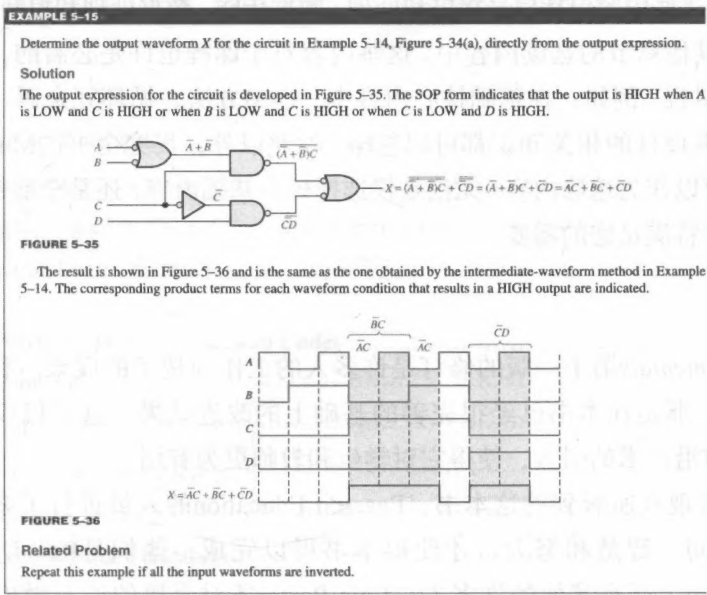 EXAMPLE 5–15
Determine the output waveform X for the circuit in Example 5–14, Figure 5–34(a), directly from the output expression.
Solution
The output expression for the circuit is developed in Figure 5–35. The SOP form indicates that the output is HIGH when A
is LOW and C is HIGH or when B is LOW and C is HIGH or when C is LOW and D is HIGH.
A
B
A + B
C
C̅
D
C̅D
X = (A̅ + B̅)C + C̅D = A̅C + B̅C + C̅D
FIGURE 5–35
The result is shown in Figure 5–36 and is the same as the one obtained by the intermediate-waveform method in Example
5–14. The corresponding product terms for each waveform condition that results in a HIGH output are indicated.
B̅C
C̅D
A̅C
A̅C
A
B
C
D
X = A̅C + B̅C + C̅D
FIGURE 5–36
Related Problem
Repeat this example if all the input waveforms are inverted.